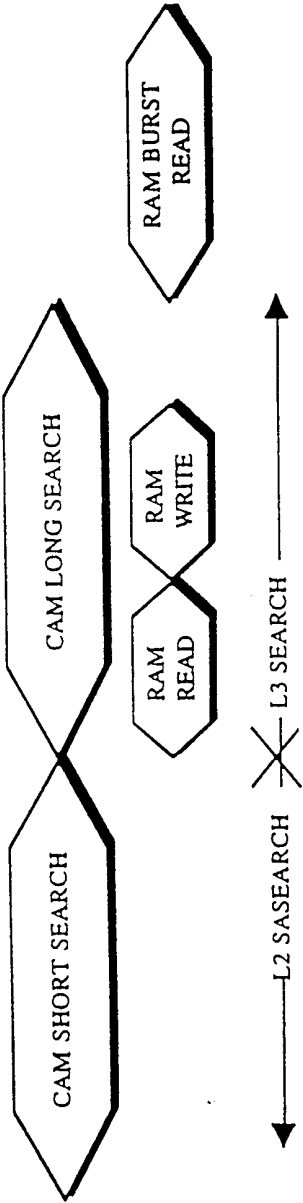 CAM SHORT SEARCH
CAM LONG SEARCH
RAM
READ
RAM
WRITE
RAM BURST
READ
L2 SASEARCH
L3 SEARCH